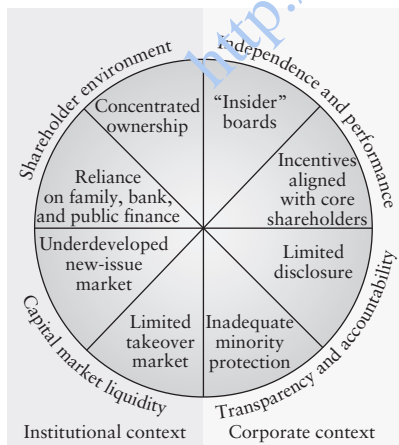 http:/
Shareholder environment
Independence and performance
Concentrated
ownership
“Insider”
boards
Reliance
on family, bank,
and public finance
Incentives
aligned
with core
shareholders
Underdeveloped
new-issue
market
Limited
disclosure
Limited
takeover
market
Inadequate
minority
protection
Capital market liquidity
Transparency and accountability
Institutional context
Corporate context